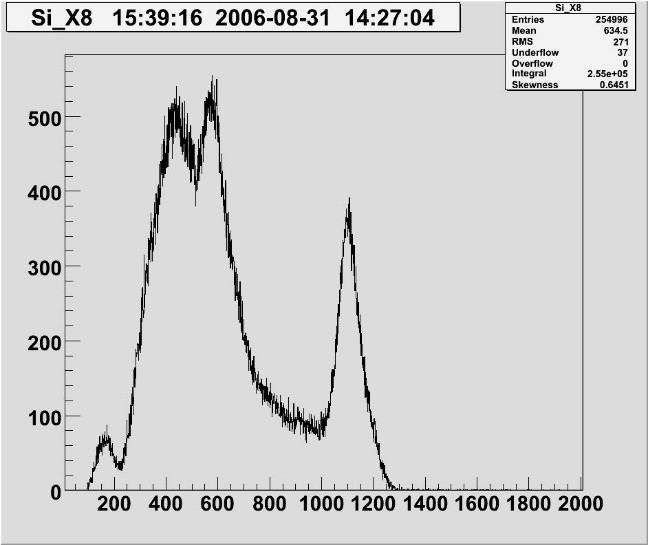 Si_X8 15:39:16 2006-08-31 14:27:04
Si_X8
Entries 254996
Mean 634.5
RMS 271
Underflow 37
Overflow 0
Integral 2.55e+05
Skewness 0.6451
500
400
300
200
100
0
200 400 600 800 1000 1200 1400 1600 1800 2000